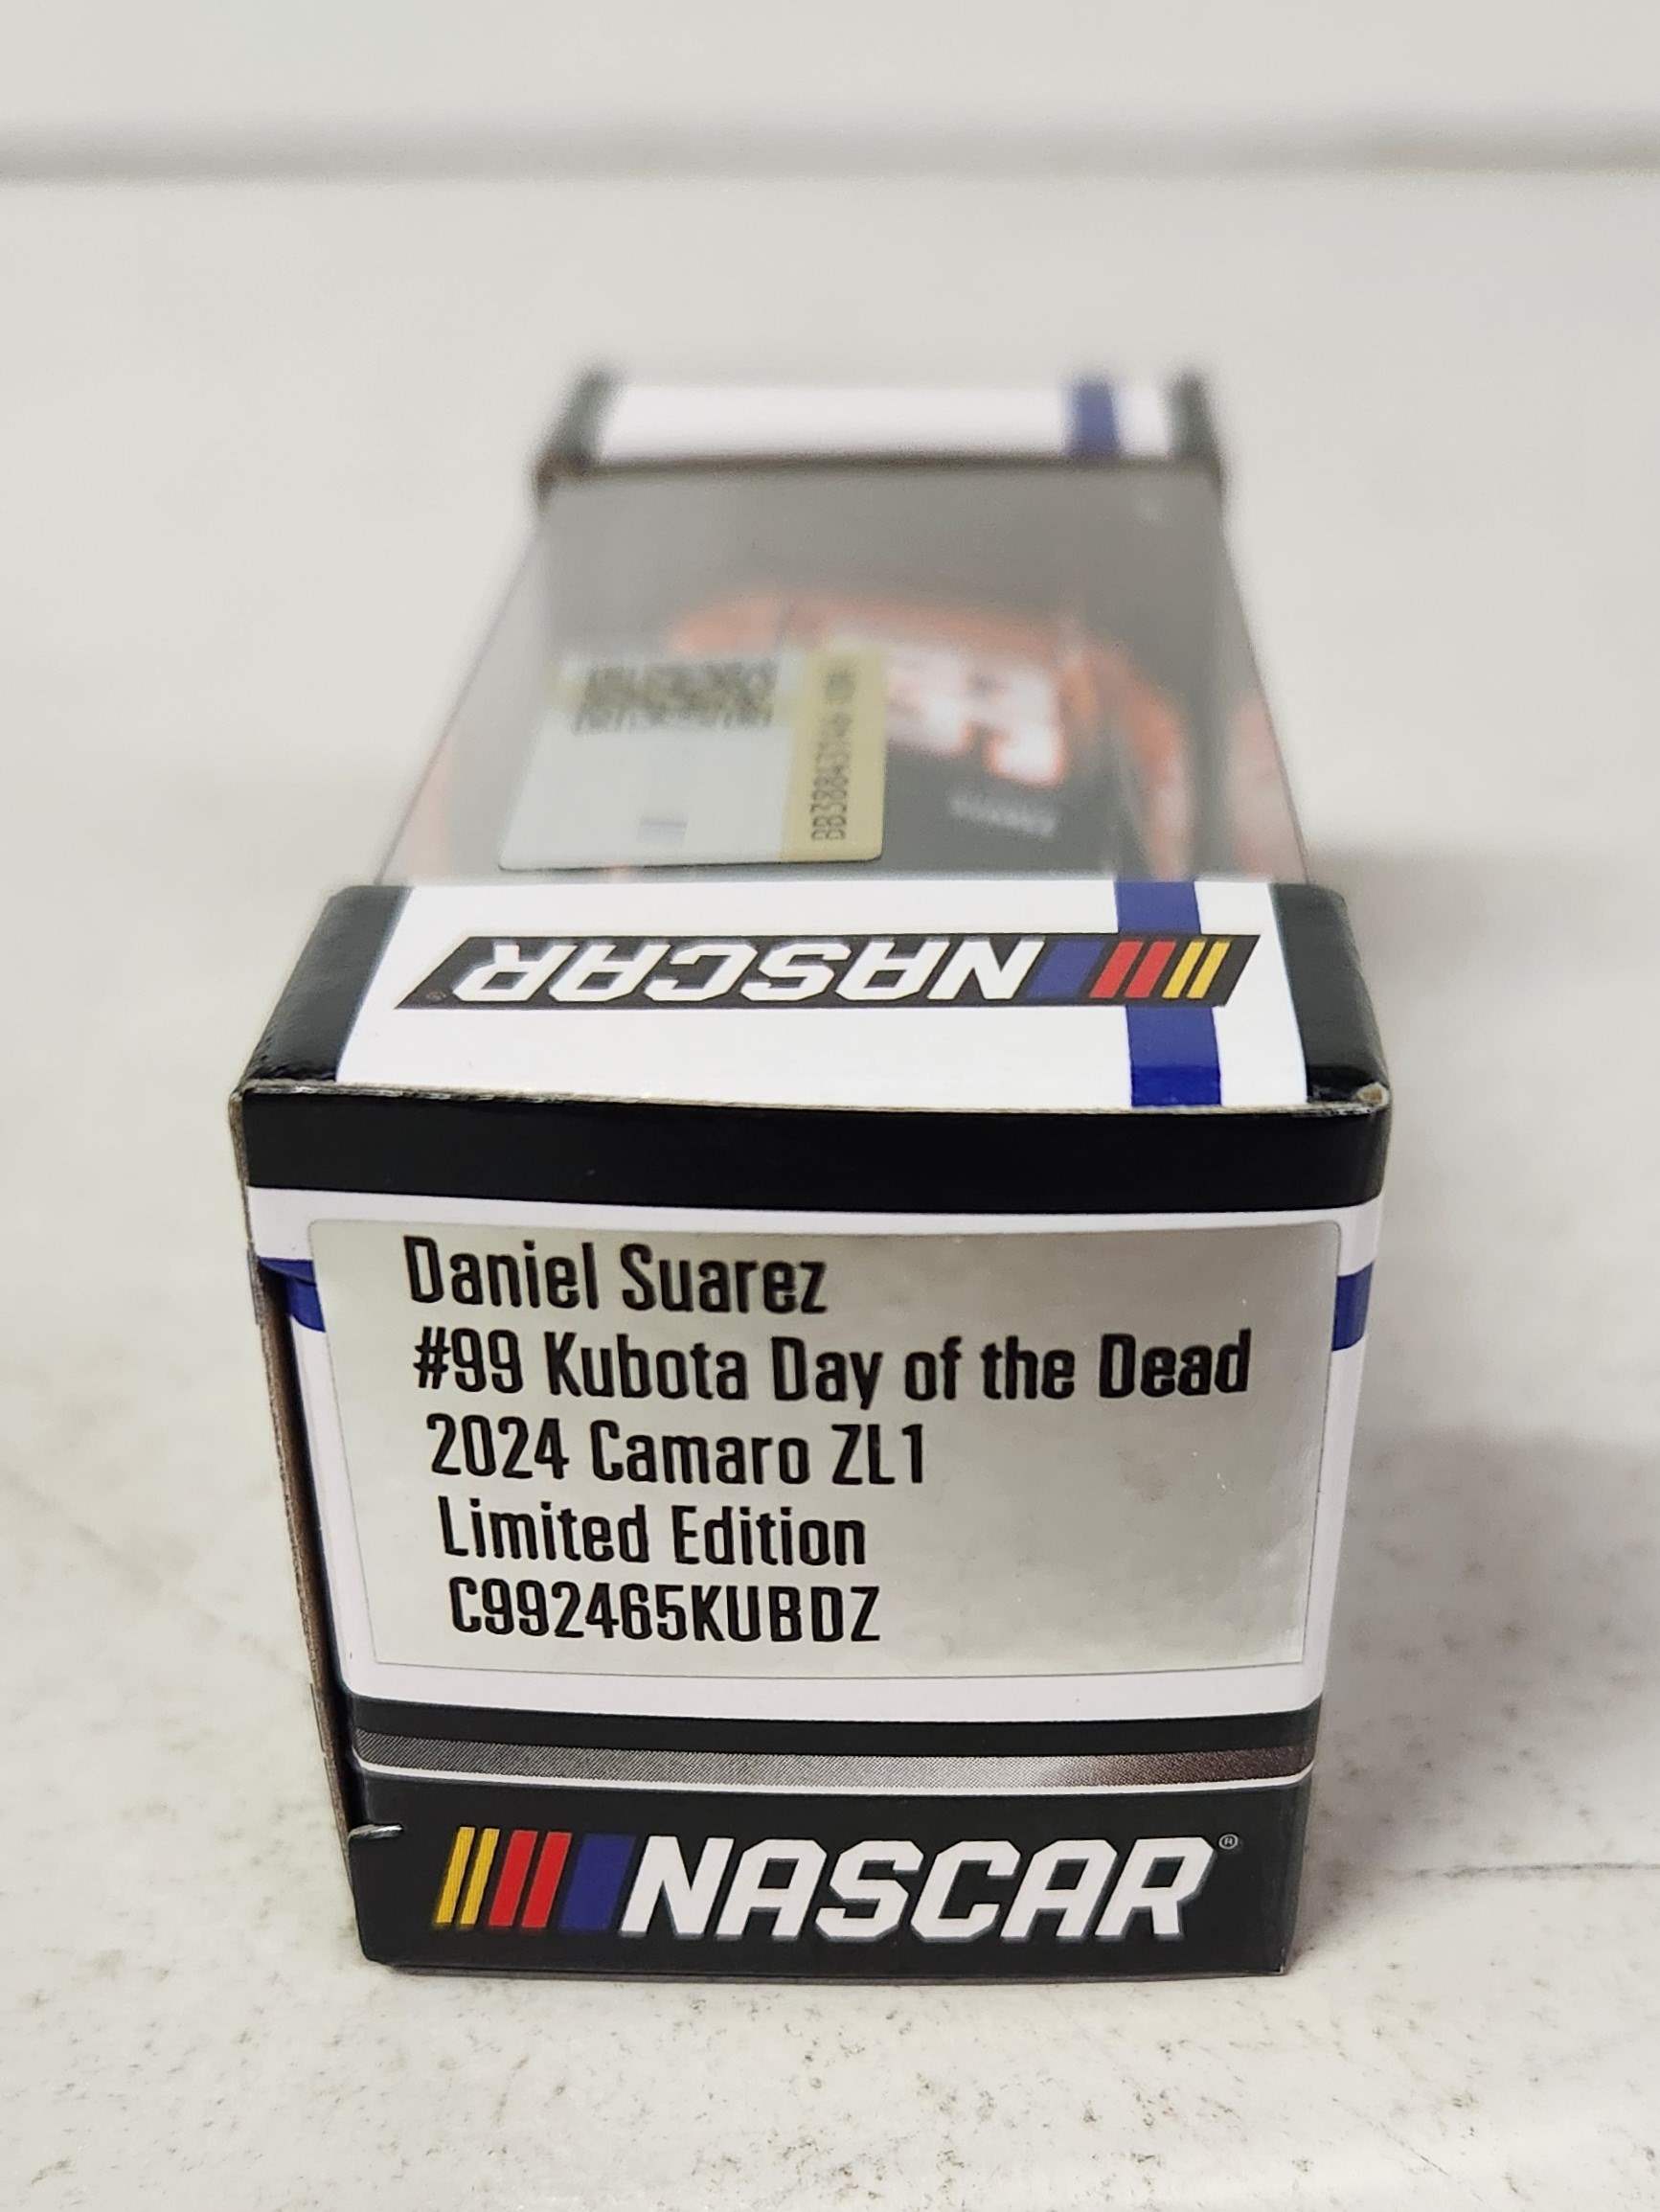 NASCAR
Daniel Suarez
#99 Kubota Day of the Dead
2024 Camaro ZL1
Limited Edition
C992465KUBDZ
NASCAR®